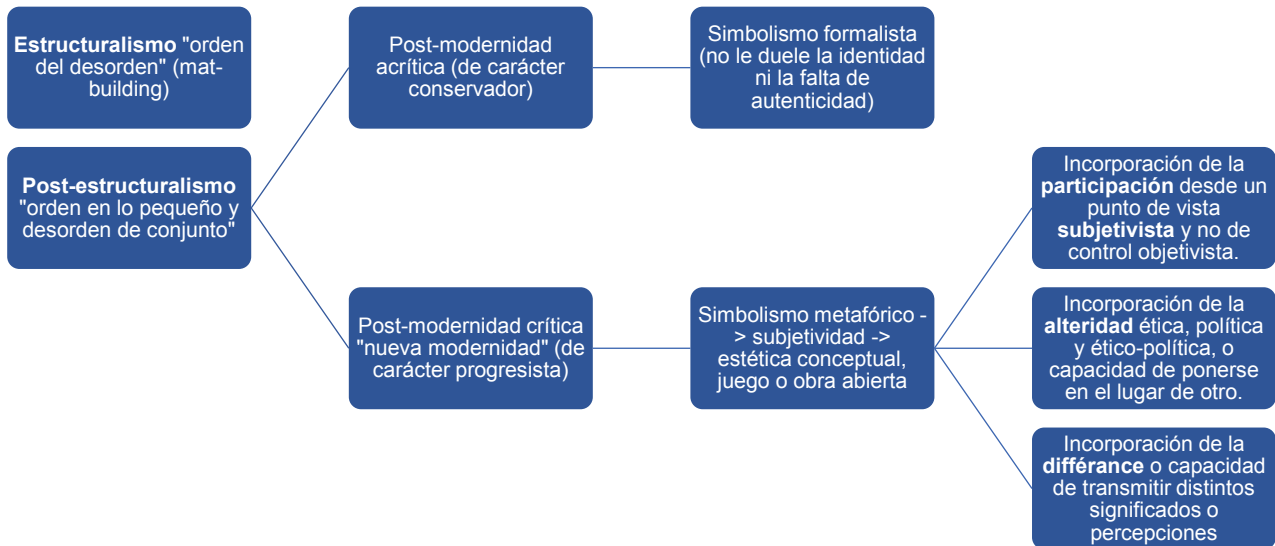 Estructuralismo "orden
del desorden" (mat-
building)
Post-estructuralismo
"orden en lo pequeño y
desorden de conjunto"
Post-modernidad
acrítica (de carácter
conservador)
Post-modernidad crítica
"nueva modernidad" (de
carácter progresista)
Simbolismo formalista
(no le duele la identidad
ni la falta de
autenticidad)
Simbolismo metafórico -
> subjetividad ->
estética conceptual,
juego o obra abierta
Incorporación de la
participación desde un
punto de vista
subjetivista y no de
control objetivista.
Incorporación de la
alteridad ética, política
y ético-política, o
capacidad de ponerse
en el lugar de otro.
Incorporación de la
différance o capacidad
de transmitir distintos
significados o
percepciones